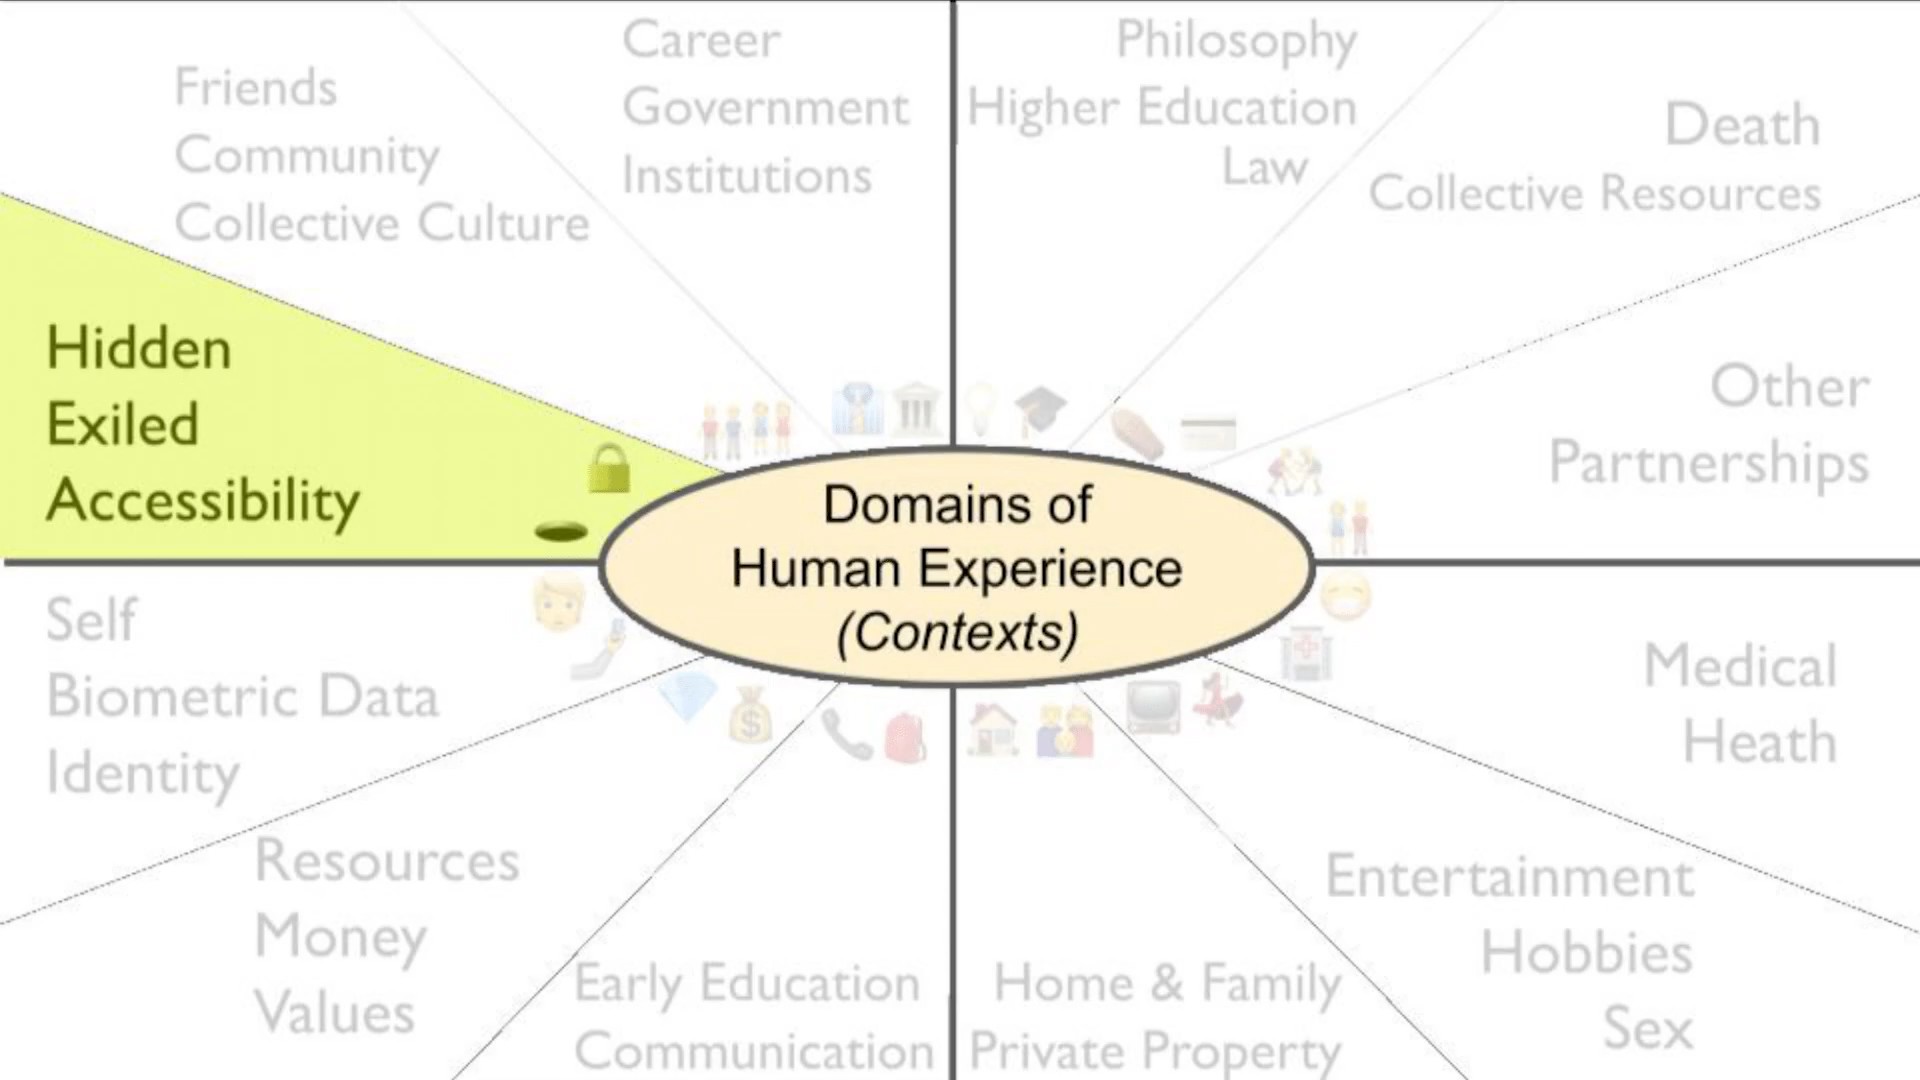 Career
Government
Institutions
Philosophy
Higher Education
Law
Friends
Community
Collective Culture
Death
Collective Resources
Hidden
Exiled
Accessibility
Other
Partnerships
Domains of
Human Experience
(Contexts)
Self
Biometric Data
Identity
Medical
Heath
Resources
Money
Values
Entertainment
Hobbies
Sex
Early Education
Communication
Home & Family
Private Property